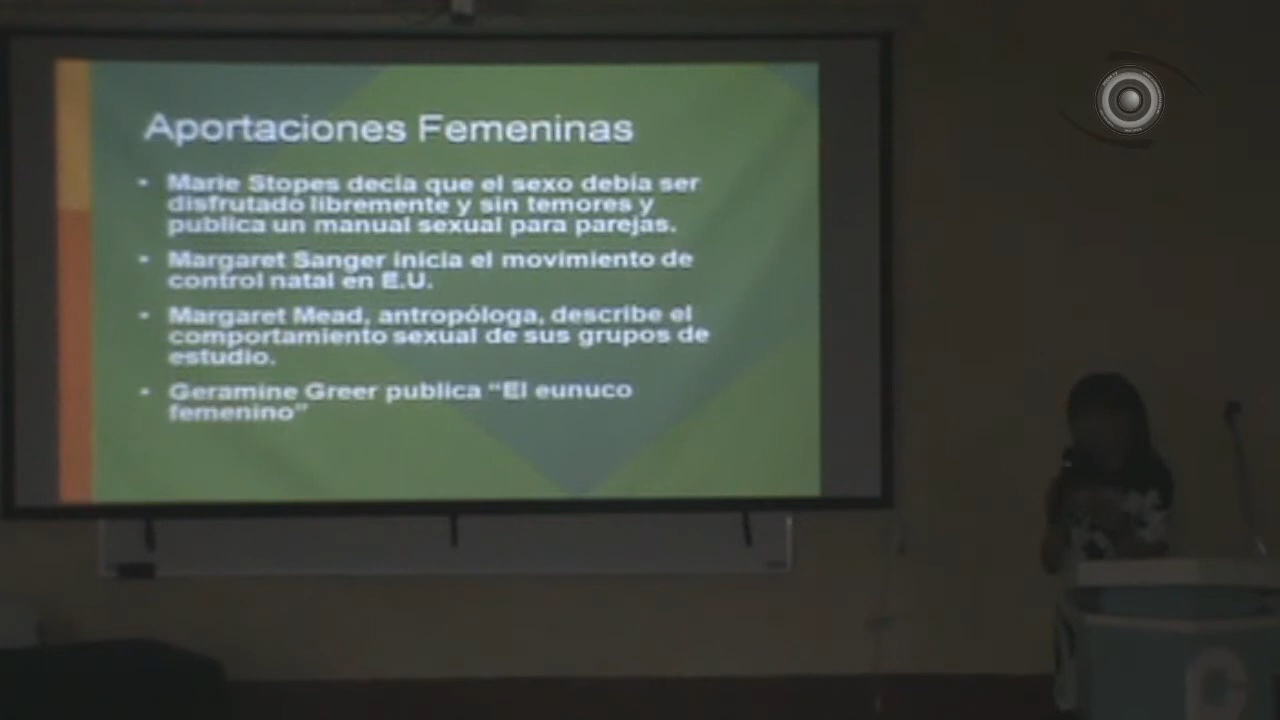 Aportaciones Femeninas
• Marie Stopes decia que el sexo debia ser
disfrutado libremente y sin temores y
publica un manual sexual para parejas.
• Margaret Sanger inicia el movimiento de
control natal en E.U.
• Margaret Mead, antropóloga, describe el
comportamiento sexual de sus grupos de
estudio.
• Geramine Greer publica “El eunuco
femenino”